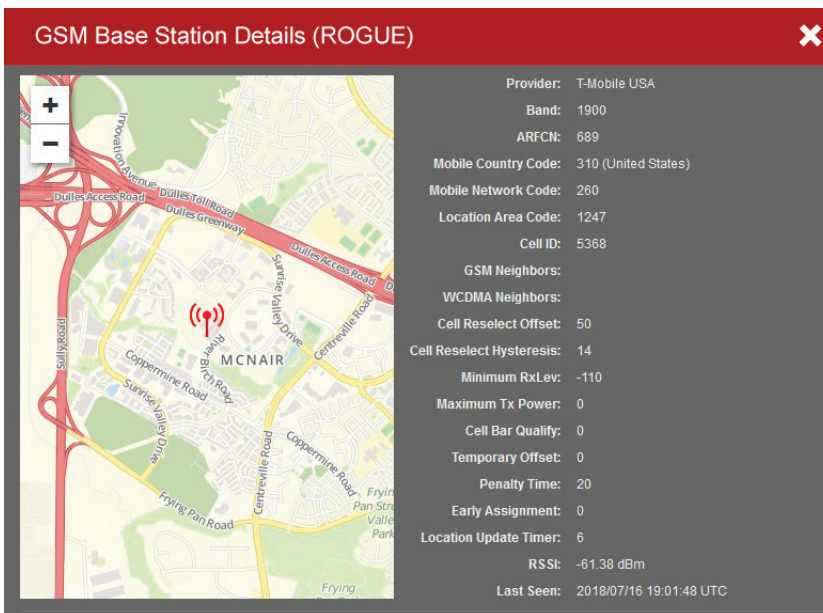 GSM Base Station Details (ROGUE)
+
−
Innovation Avenue
Dulles Toll Road
Dulles Access Road
Dulles Greenway
Dulles Access Road
Sunrise Valley Drive
Centreville Road
Sully Road
River Birch Road
MCNAIR
Coppermine Road
Sunrise Valley Drive
Coppermine Road
Centreville Road
Frying Pan Road
Frying
Pan Str
Valle
Park
Frying
Provider: T-Mobile USA
Band: 1900
ARFCN: 689
Mobile Country Code: 310 (United States)
Mobile Network Code: 260
Location Area Code: 1247
Cell ID: 5368
GSM Neighbors:
WCDMA Neighbors:
Cell Reselect Offset: 50
Cell Reselect Hysteresis: 14
Minimum RxLev: -110
Maximum Tx Power: 0
Cell Bar Qualify: 0
Temporary Offset: 0
Penalty Time: 20
Early Assignment: 0
Location Update Timer: 6
RSSI: -61.38 dBm
Last Seen: 2018/07/16 19:01:48 UTC